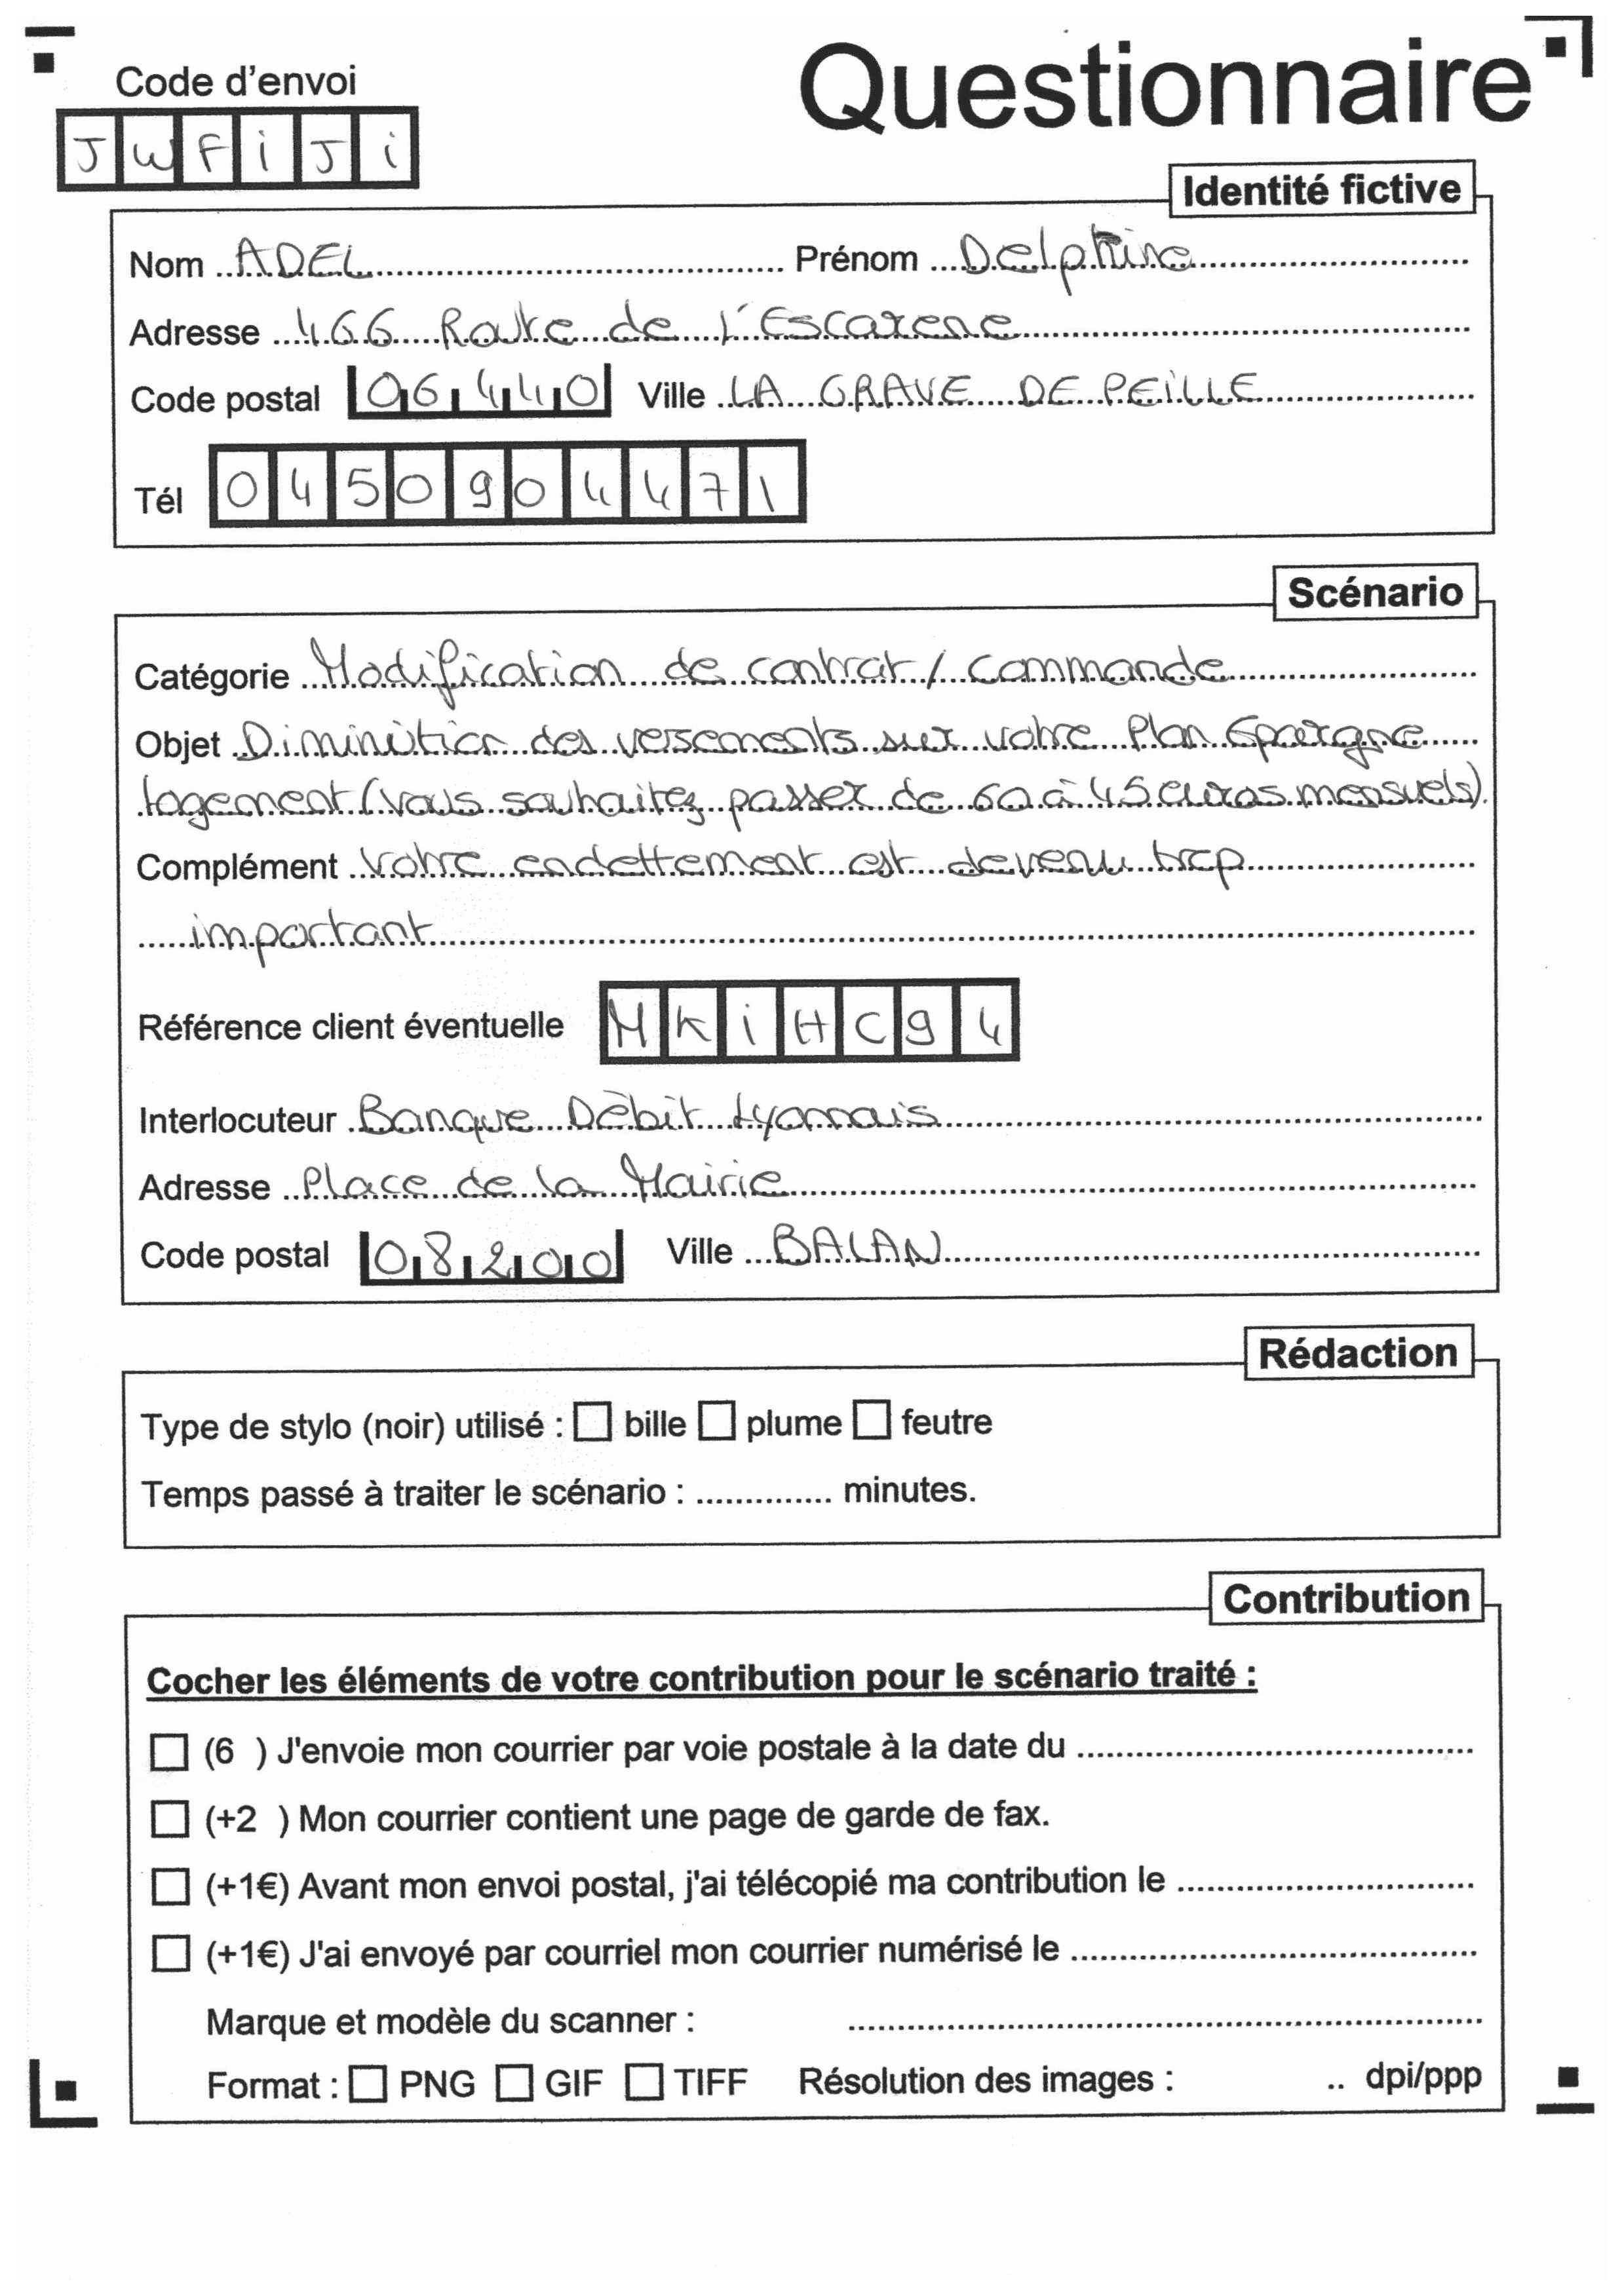 Questionnaire
Code d'envoi
JWFiJi
Identité fictive
Nom ADEL Prénom Delphine
Adresse 466 Route de L'Escarene
Code postal 06440 Ville LA GRAVE DE PEILLE
Tél 0450904471
Scénario
Catégorie Modification de contrat / Commande
Objet Diminution des versements sur votre Plan Epargne
logement (vous souhaitez passer de 60 à 45 euros mensuels).
Complément Votre endettement est devenu trop
important
Référence client éventuelle MKiHC94
Interlocuteur Banque Débit Lyonnais
Adresse Place de la Mairie
Code postal 08200 Ville BALAN
Rédaction
Type de stylo (noir) utilisé : bille plume feutre
Temps passé à traiter le scénario : .............. minutes.
Contribution
Cocher les éléments de votre contribution pour le scénario traité :
(6 ) J'envoie mon courrier par voie postale à la date du ........................................
(+2 ) Mon courrier contient une page de garde de fax.
(+1€) Avant mon envoi postal, j'ai télécopié ma contribution le ..............................
(+1€) J'ai envoyé par courriel mon courrier numérisé le .........................................
Marque et modèle du scanner : ................................................................
Format : PNG GIF TIFF Résolution des images : .. dpi/ppp